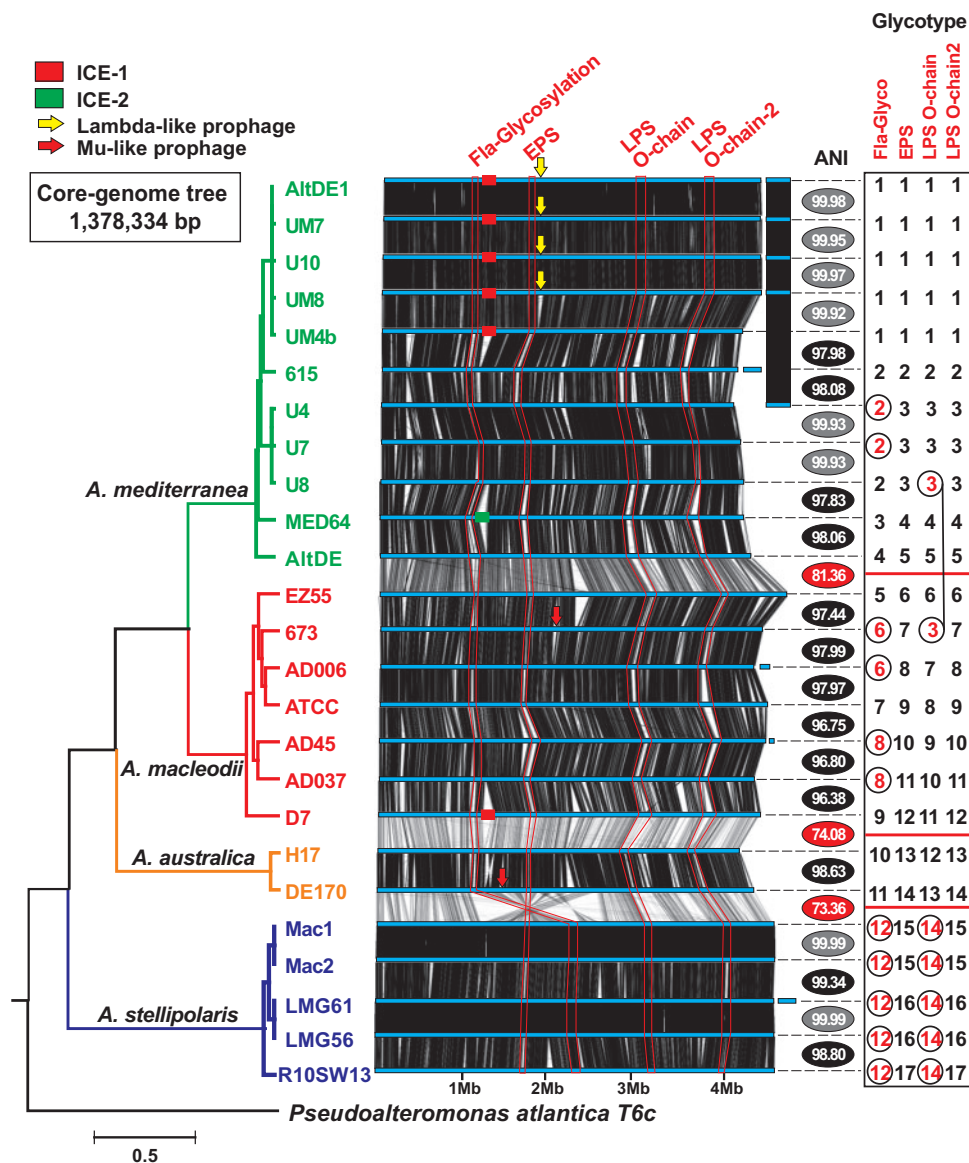 Glycotype
ICE-1
ICE-2
Lambda-like prophage
Mu-like prophage
Fla-Glycosylation
EPS
LPS
O-chain
LPS
O-chain-2
ANI
Fla-Glyco
EPS
LPS O-chain
LPS O-chain2
Core-genome tree
1,378,334 bp
AltDE1 1 1 1 1
99.98
UM7 1 1 1 1
99.95
U10 1 1 1 1
99.97
UM8 1 1 1 1
99.92
UM4b 1 1 1 1
97.98
615 2 2 2 2
98.08
U4 2 3 3 3
99.93
U7 2 3 3 3
99.93
A. mediterranea
U8 2 3 3 3
97.83
MED64 3 4 4 4
98.06
AltDE 4 5 5 5
81.36
EZ55 5 6 6 6
97.44
673 6 7 3 7
97.99
AD006 6 8 7 8
97.97
ATCC 7 9 8 9
96.75
AD45 8 10 9 10
96.80
A. macleodii
AD037 8 11 10 11
96.38
D7 9 12 11 12
74.08
H17 10 13 12 13
A. australica
98.63
DE170 11 14 13 14
73.36
Mac1 12 15 14 15
99.99
Mac2 12 15 14 15
99.34
LMG61 12 16 14 16
A. stellipolaris
99.99
LMG56 12 16 14 16
98.80
R10SW13 12 17 14 17
1Mb 2Mb 3Mb 4Mb
Pseudoalteromonas atlantica T6c
0.5